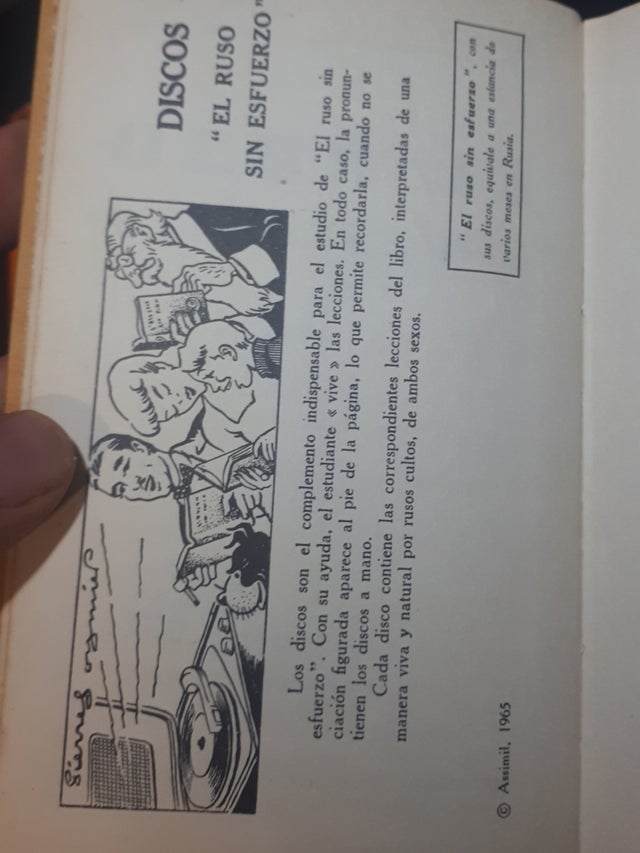 DISCOS
“EL RUSO
SIN ESFUERZO”
Los discos son el complemento indispensable para el estudio de “El ruso sin
esfuerzo”. Con su ayuda, el estudiante « vive » las lecciones. En todo caso, la pronun-
ciación figurada aparece al pie de la página, lo que permite recordarla, cuando no se
tienen los discos a mano.
Cada disco contiene las correspondientes lecciones del libro, interpretadas de una
manera viva y natural por rusos cultos, de ambos sexos.
“El ruso sin esfuerzo”, con
sus discos, equivale a una estancia de
varios meses en Rusia.
© Assimil, 1965